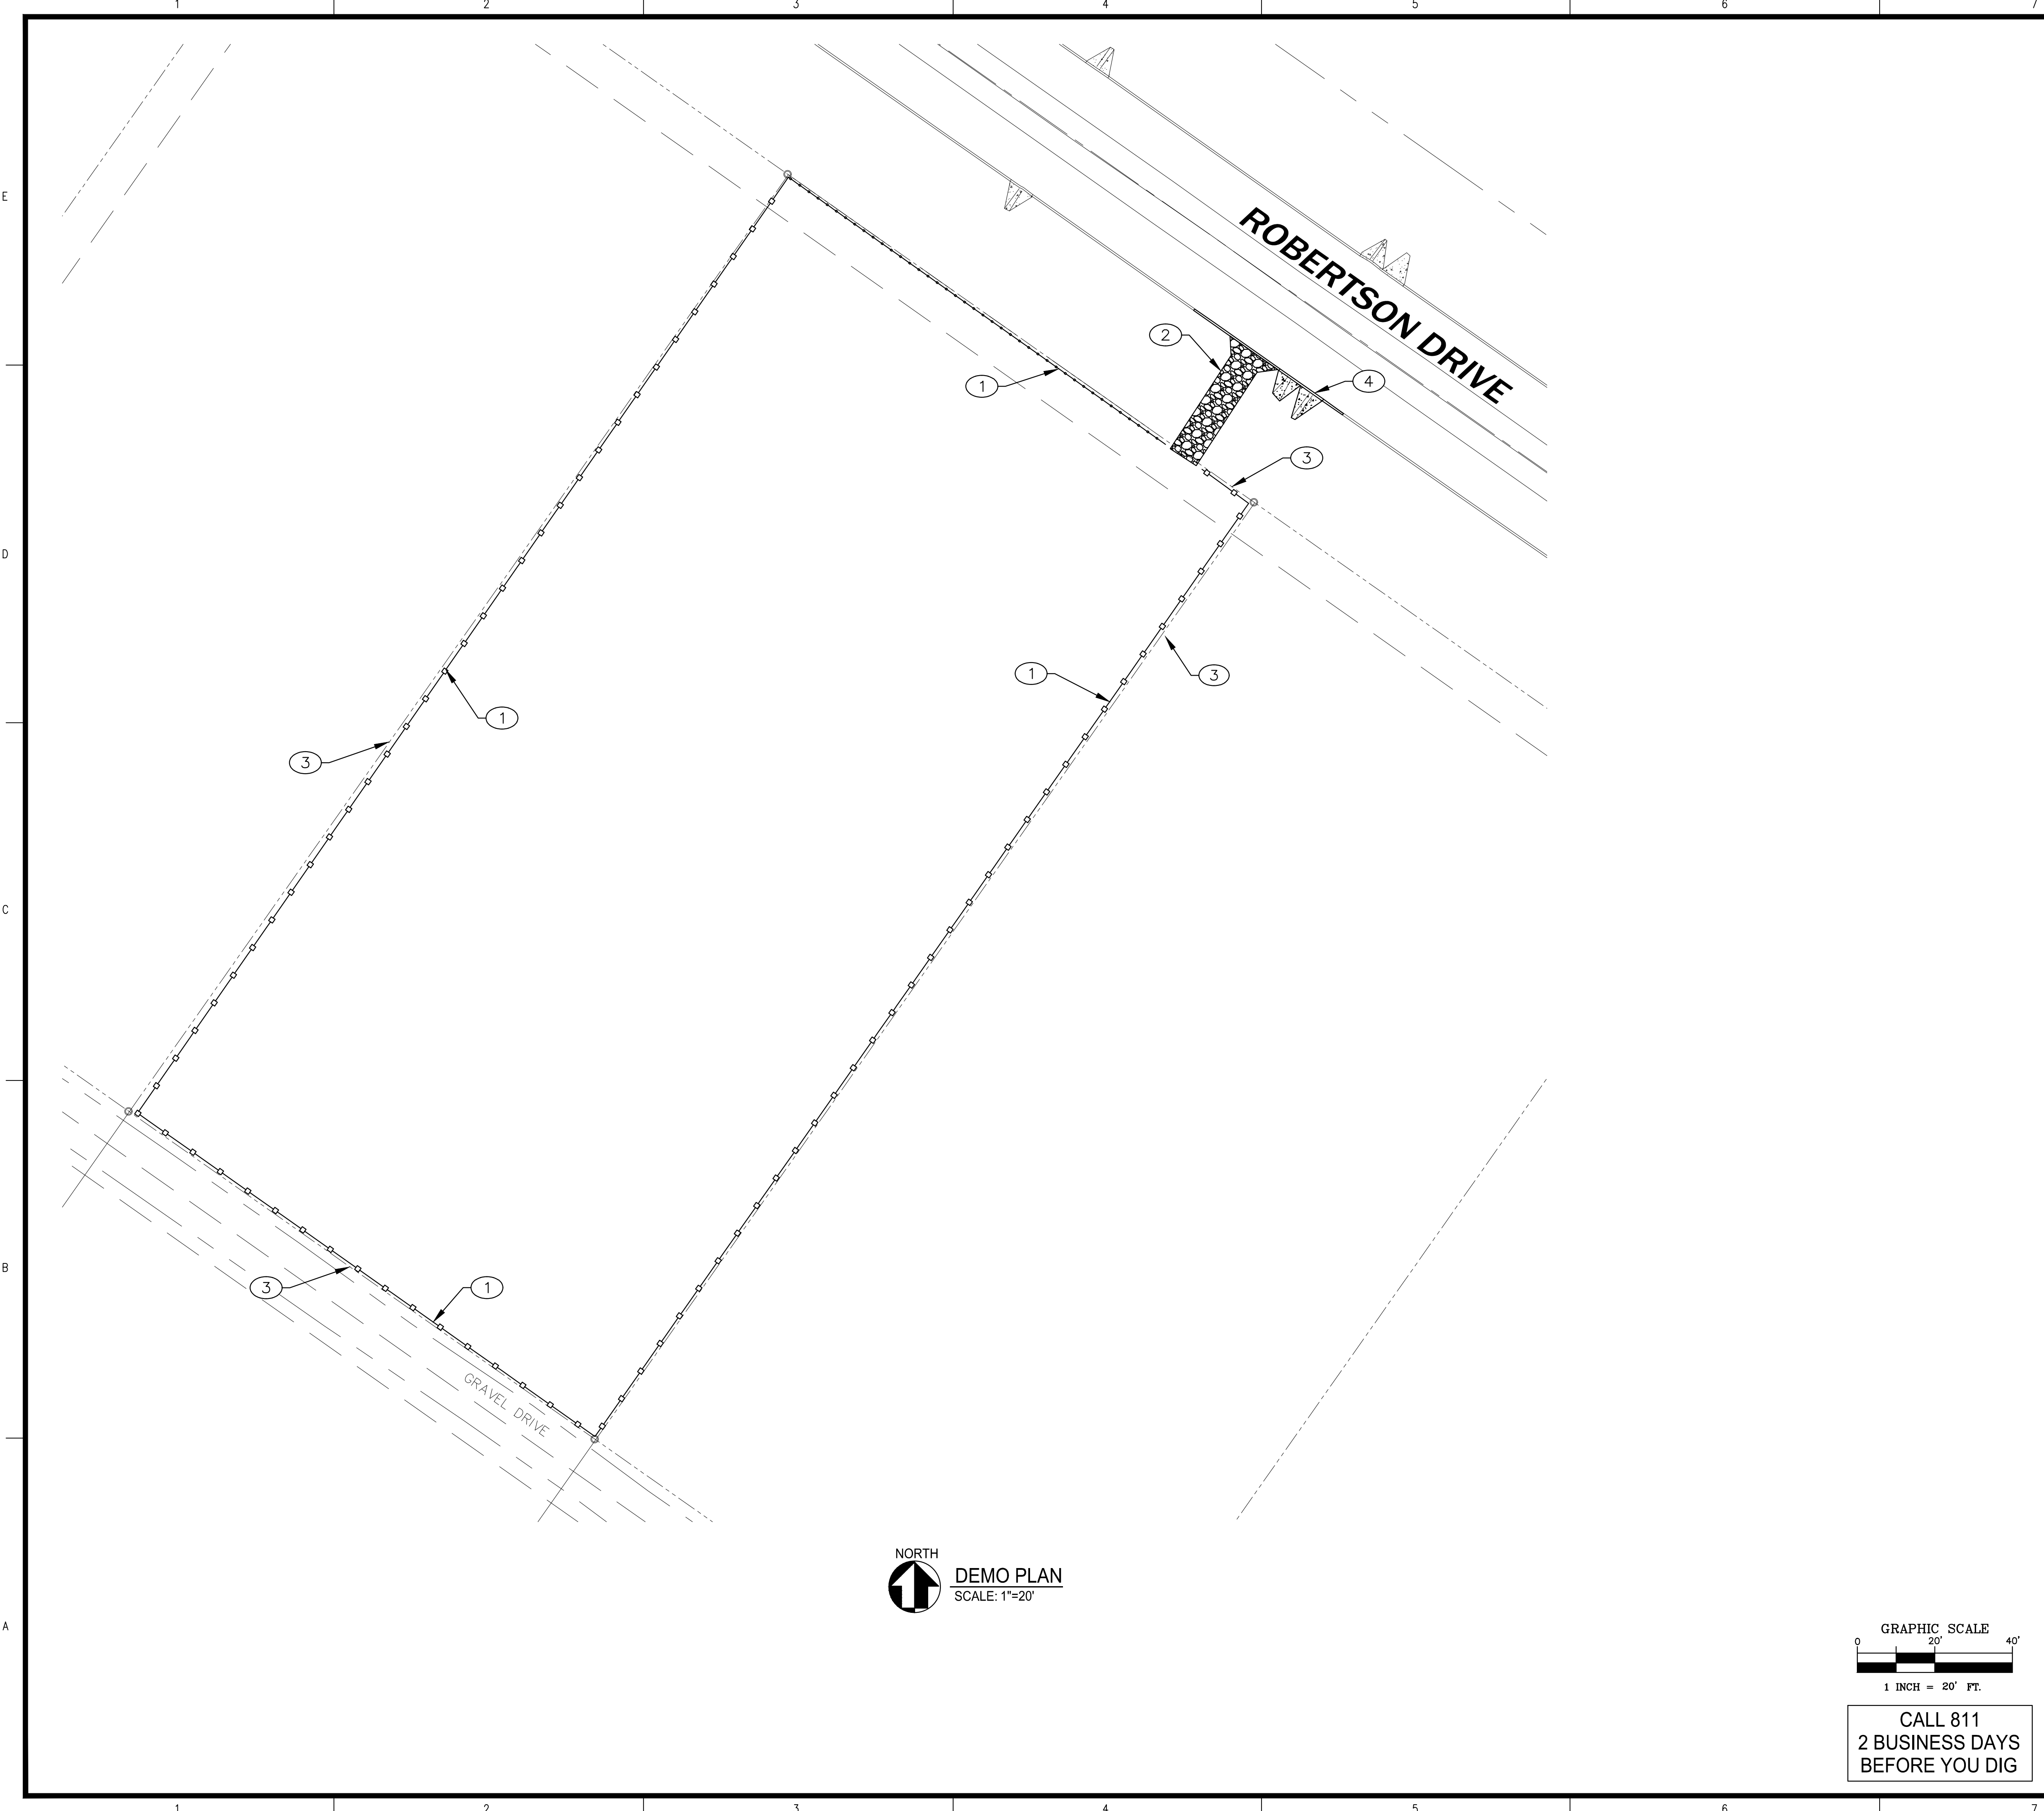 1 2 3 4 5 6 7
E
ROBERTSON DRIVE
2
1
4
3
D
1
3
1
3
C
B
3
1
GRAVEL DRIVE
NORTH
DEMO PLAN
SCALE: 1"=20'
A
GRAPHIC SCALE
0 20' 40'
1 INCH = 20' FT.
CALL 811
2 BUSINESS DAYS
BEFORE YOU DIG
1 2 3 4 5 6 7